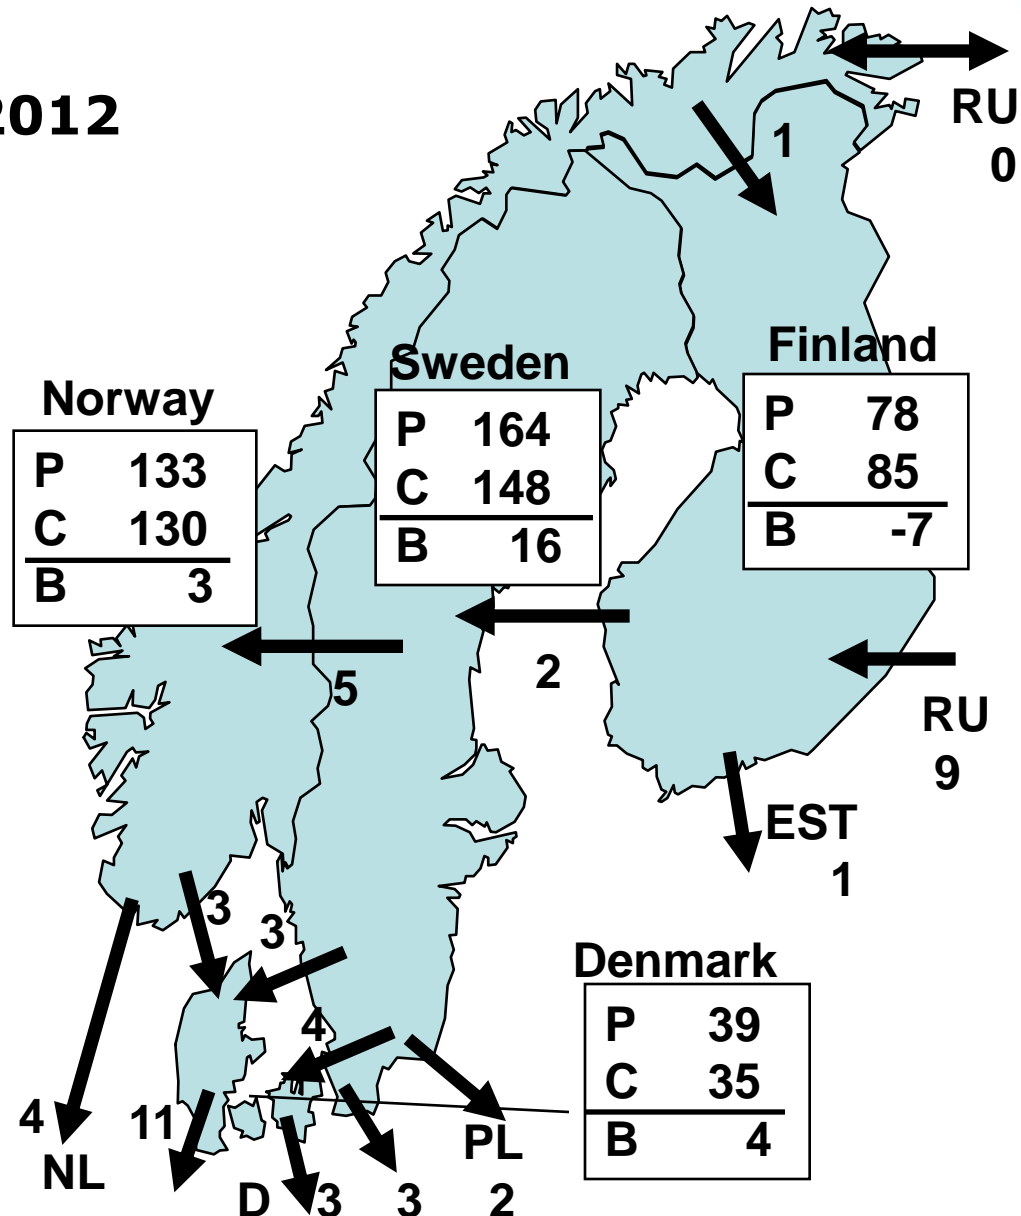 2012
RU
0
1
Finland
P 78
C 85
B -7
Sweden
P 164
C 148
B 16
Norway
P 133
C 130
B 3
5
2
RU
9
EST
1
3
3
4
Denmark
P 39
C 35
B 4
4
NL
11
D
3
3
PL
2